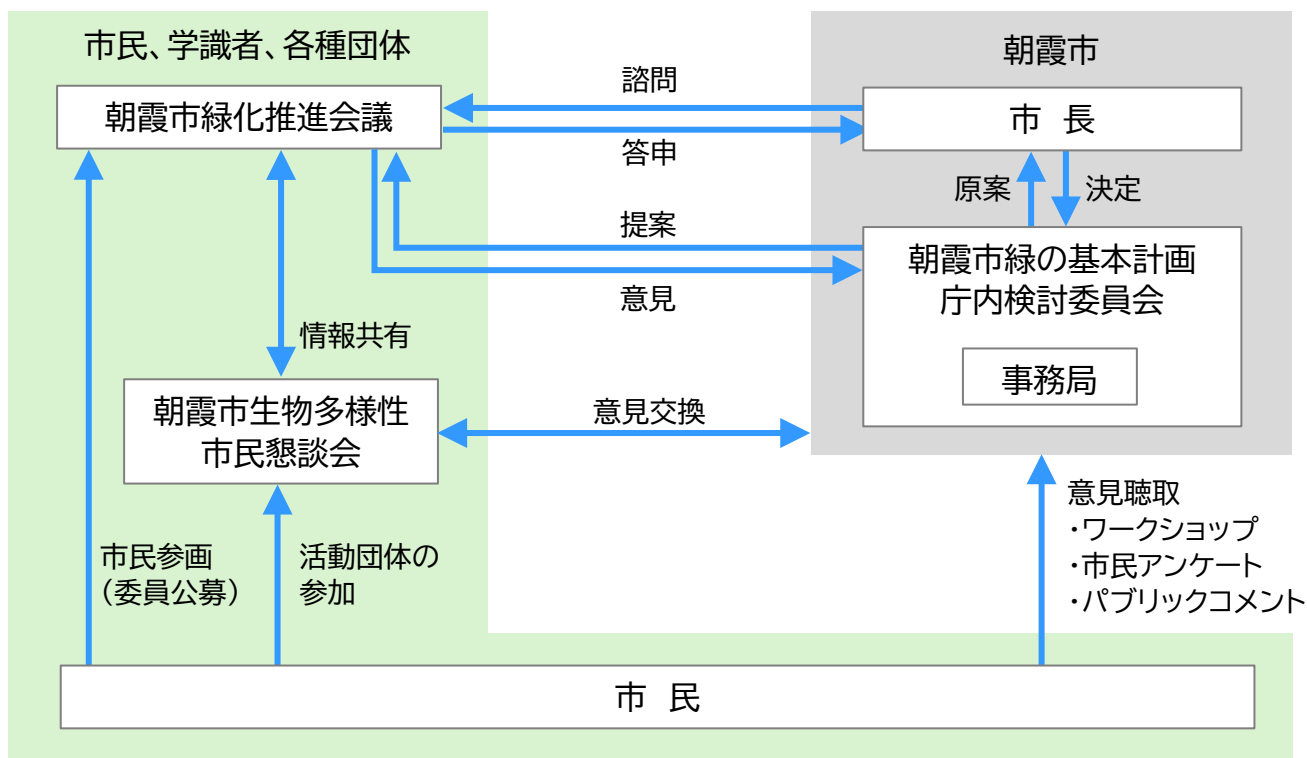 市民、学識者、各種団体
朝霞市
朝霞市緑化推進会議
諮問
市 長
答申
原案
決定
提案
朝霞市緑の基本計画
庁内検討委員会
意見
情報共有
事務局
朝霞市生物多様性
市民懇談会
意見交換
意見聴取
・ワークショップ
・市民アンケート
・パブリックコメント
市民参画
（委員公募）
活動団体の
参加
市 民